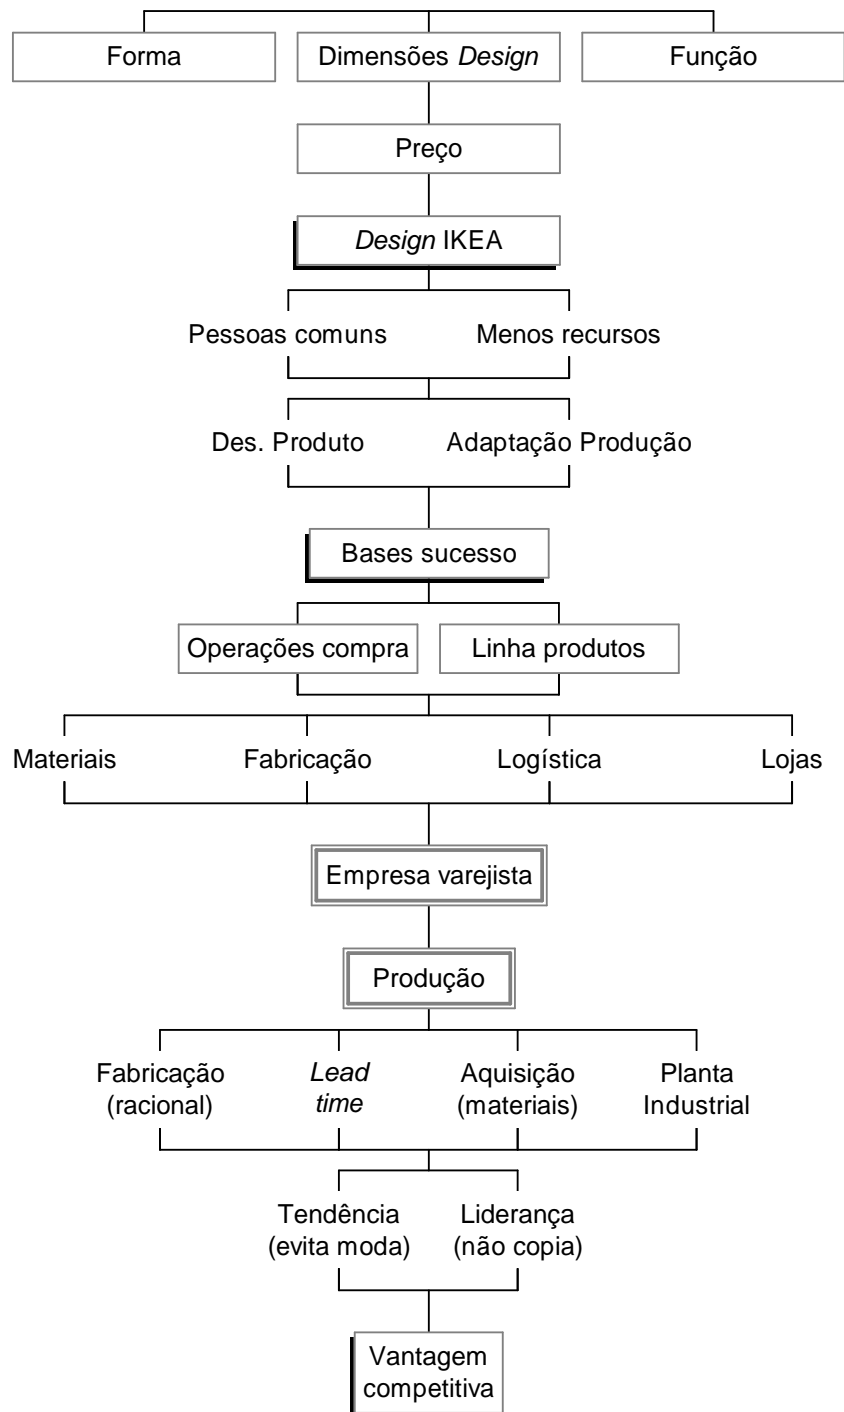 Forma
Dimensões Design
Função
Preço
Design IKEA
Pessoas comuns
Menos recursos
Des. Produto
Adaptação Produção
Bases sucesso
Operações compra
Linha produtos
Materiais
Fabricação
Logística
Lojas
Empresa varejista
Produção
Fabricação
(racional)
Lead
time
Aquisição
(materiais)
Planta
Industrial
Tendência
(evita moda)
Liderança
(não copia)
Vantagem
competitiva